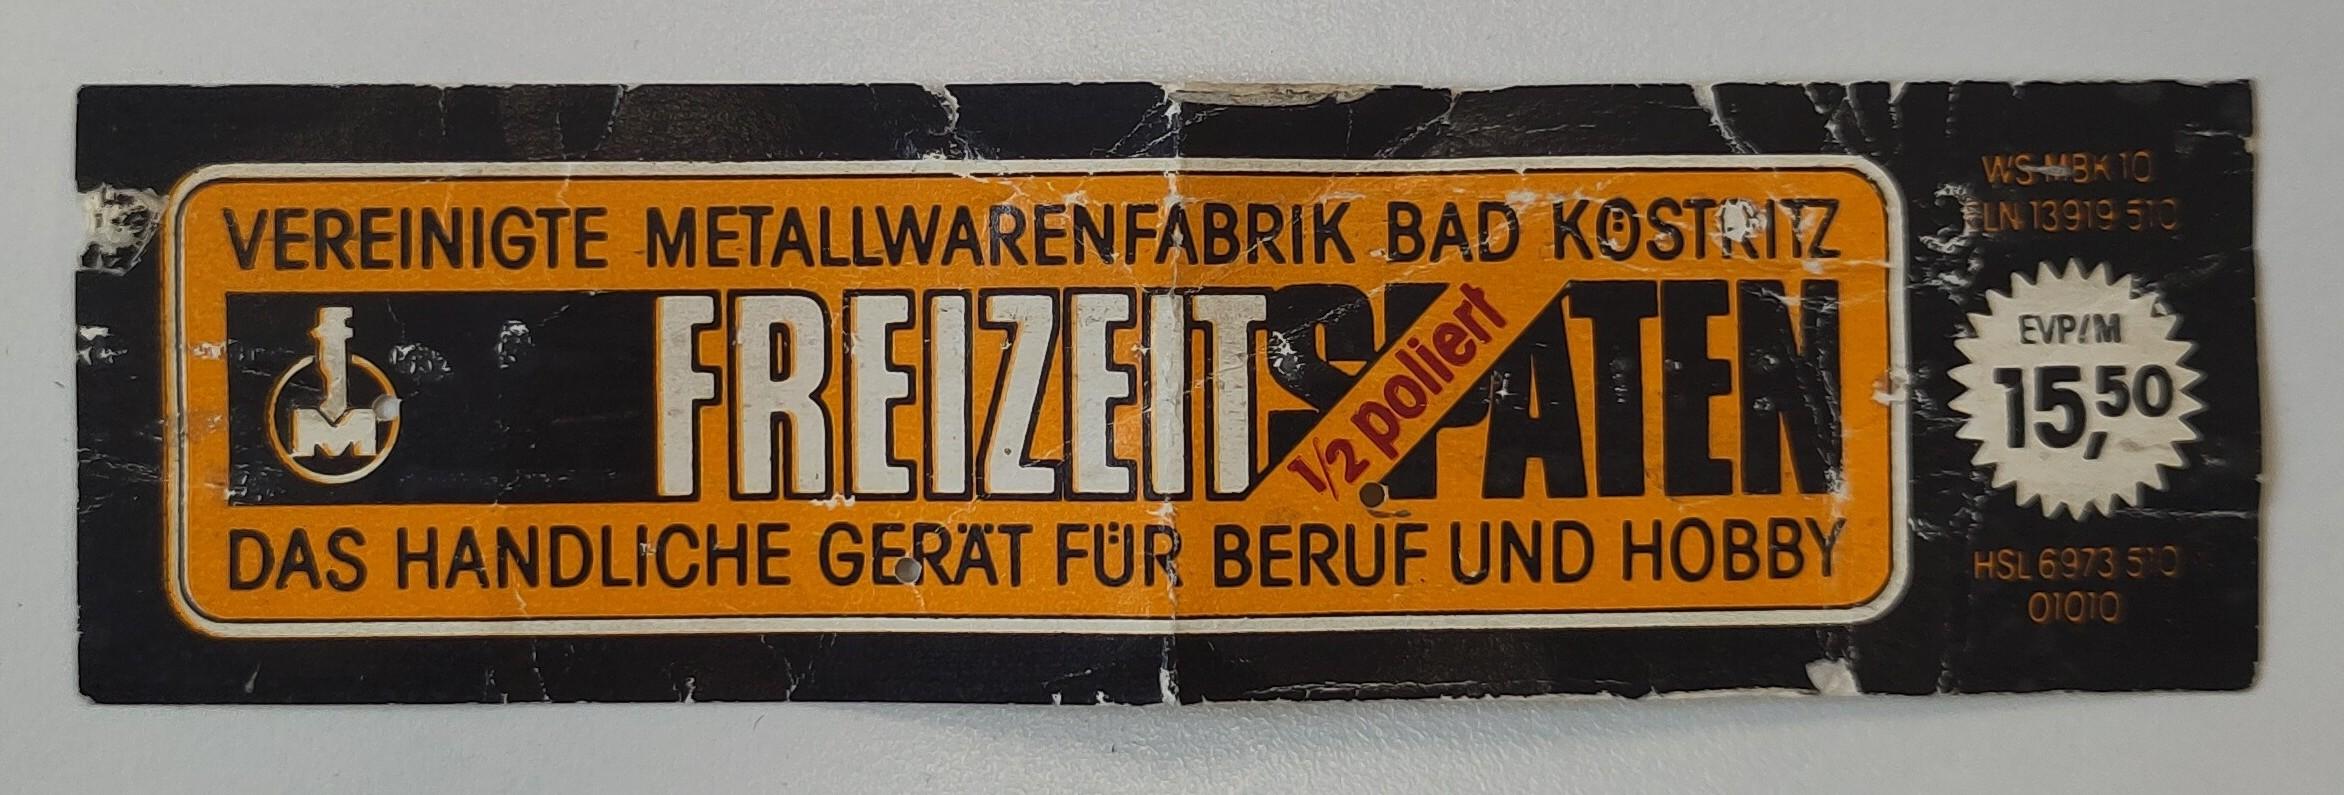 VEREINIGTE METALLWARENFABRIK BAD KÖSTRITZ
M
FREIZEITSPATEN
1/2 poliert
DAS HANDLICHE GERÄT FÜR BERUF UND HOBBY
WS MBK 10
ELN 13919 510
EVP/M
15,50
HSL 6973 510
01010